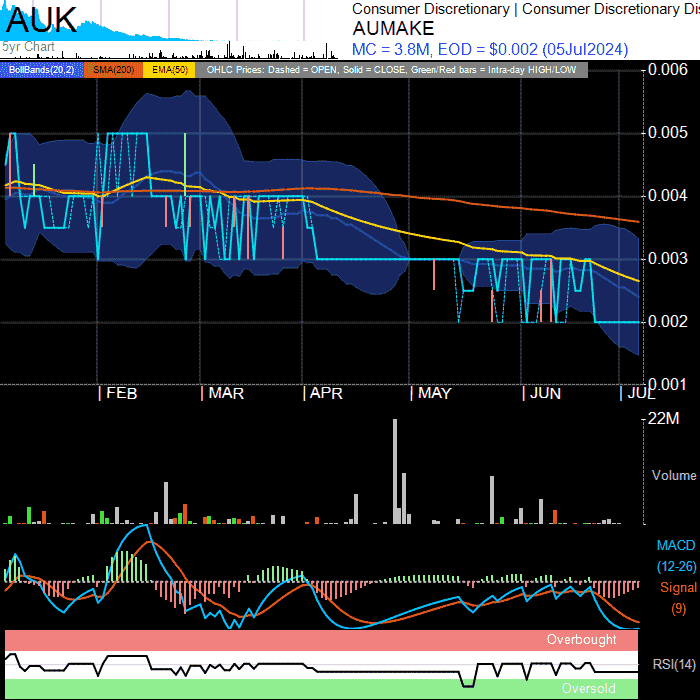 AUK
Consumer Discretionary | Consumer Discretionary Dis
AUMAKE
MC = 3.8M, EOD = $0.002 (05Jul2024)
5yr Chart
BollBands(20,2) SMA(200) EMA(50) OHLC Prices: Dashed = OPEN, Solid = CLOSE, Green/Red bars = Intra-day HIGH/LOW
0.006
0.005
0.004
0.003
0.002
0.001
FEB MAR APR MAY JUN JUL
22M
Volume
MACD
(12-26)
Signal
(9)
Overbought
RSI(14)
Oversold